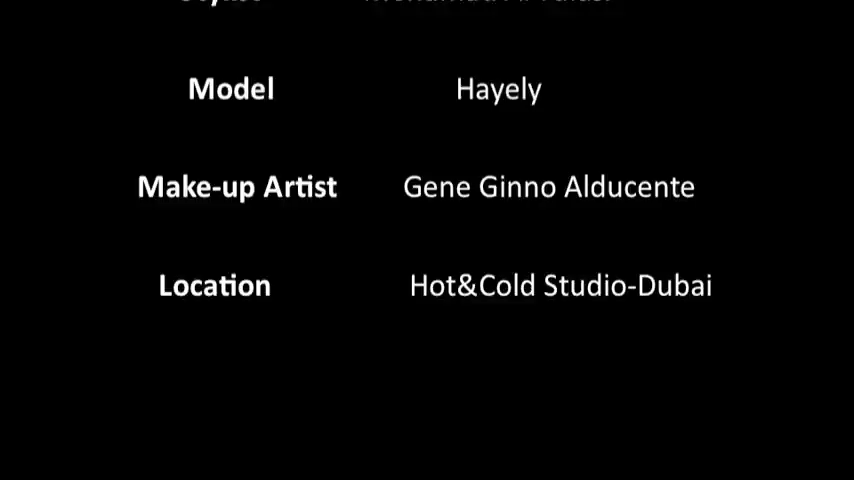 Model Hayely
Make-up Artist Gene Ginno Alducente
Location Hot&Cold Studio-Dubai